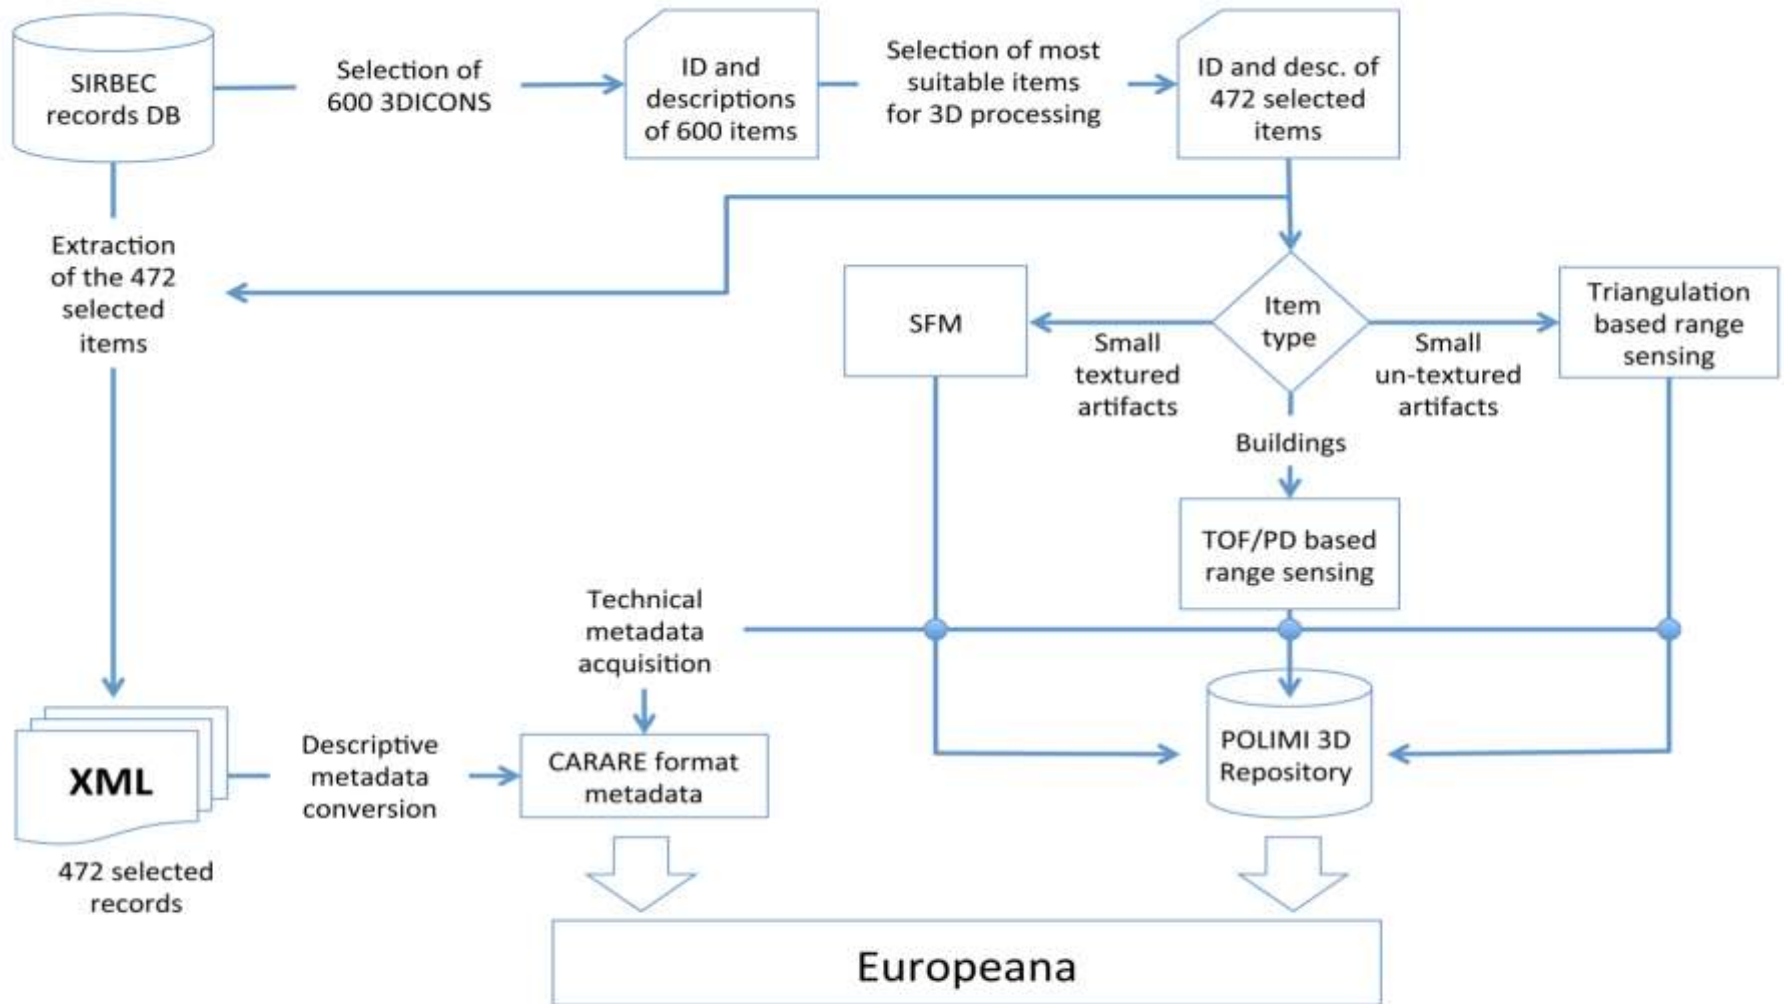 SIRBEC
records DB
Selection of
600 3DICONS
ID and
descriptions
of 600 items
Selection of most
suitable items
for 3D processing
ID and desc. of
472 selected
items
Extraction
of the 472
selected
items
SFM
Small
textured
artifacts
Item
type
Small
un-textured
artifacts
Triangulation
based range
sensing
Buildings
TOF/PD based
range sensing
Technical
metadata
acquisition
XML
472 selected
records
Descriptive
metadata
conversion
CARARE format
metadata
POLIMI 3D
Repository
Europeana